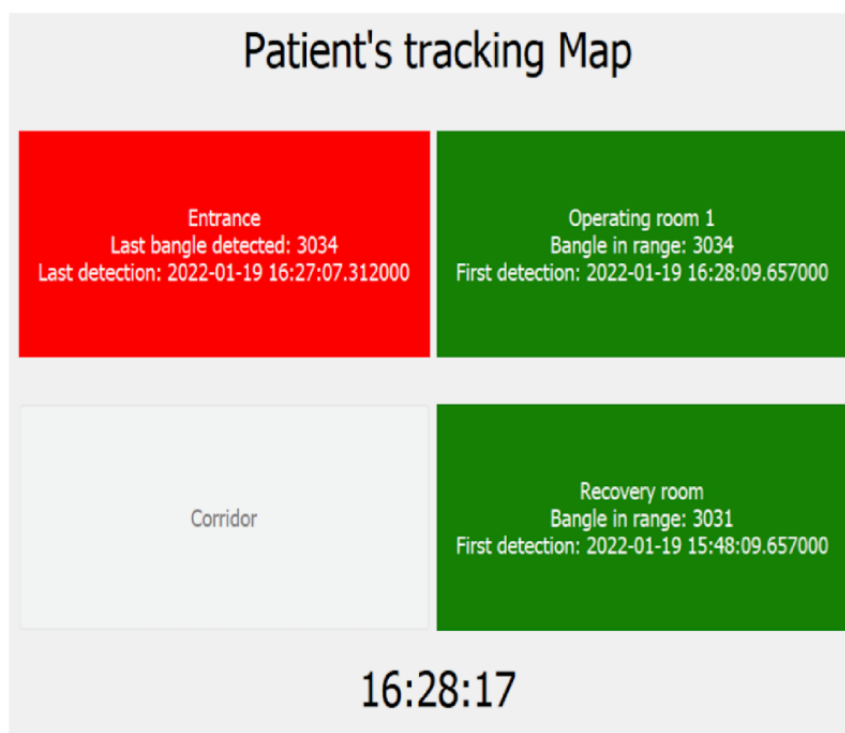 Patient's tracking Map
Entrance
Last bangle detected: 3034
Last detection: 2022-01-19 16:27:07.312000
Operating room 1
Bangle in range: 3034
First detection: 2022-01-19 16:28:09.657000
Corridor
Recovery room
Bangle in range: 3031
First detection: 2022-01-19 15:48:09.657000
16:28:17